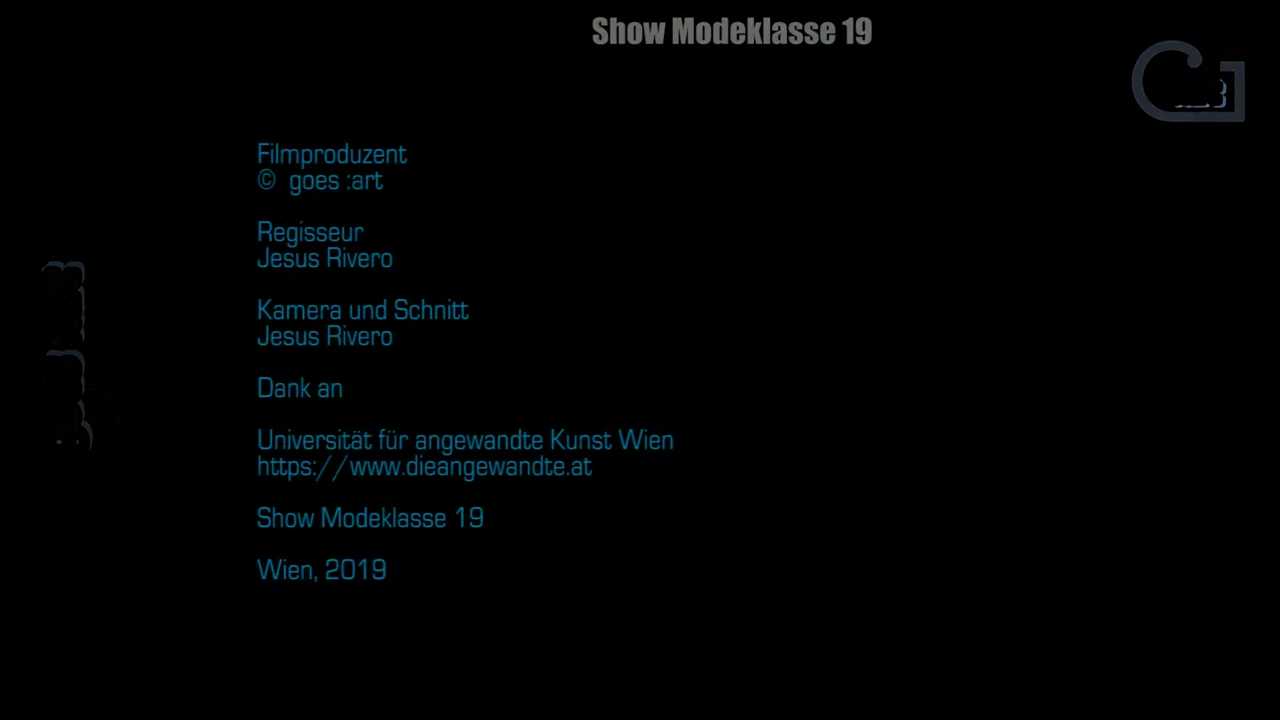 Show Modeklasse 19
Filmproduzent
© goes :art
Regisseur
Jesus Rivero
Kamera und Schnitt
Jesus Rivero
Dank an
Universität für angewandte Kunst Wien
https://www.dieangewandte.at
Show Modeklasse 19
Wien, 2019